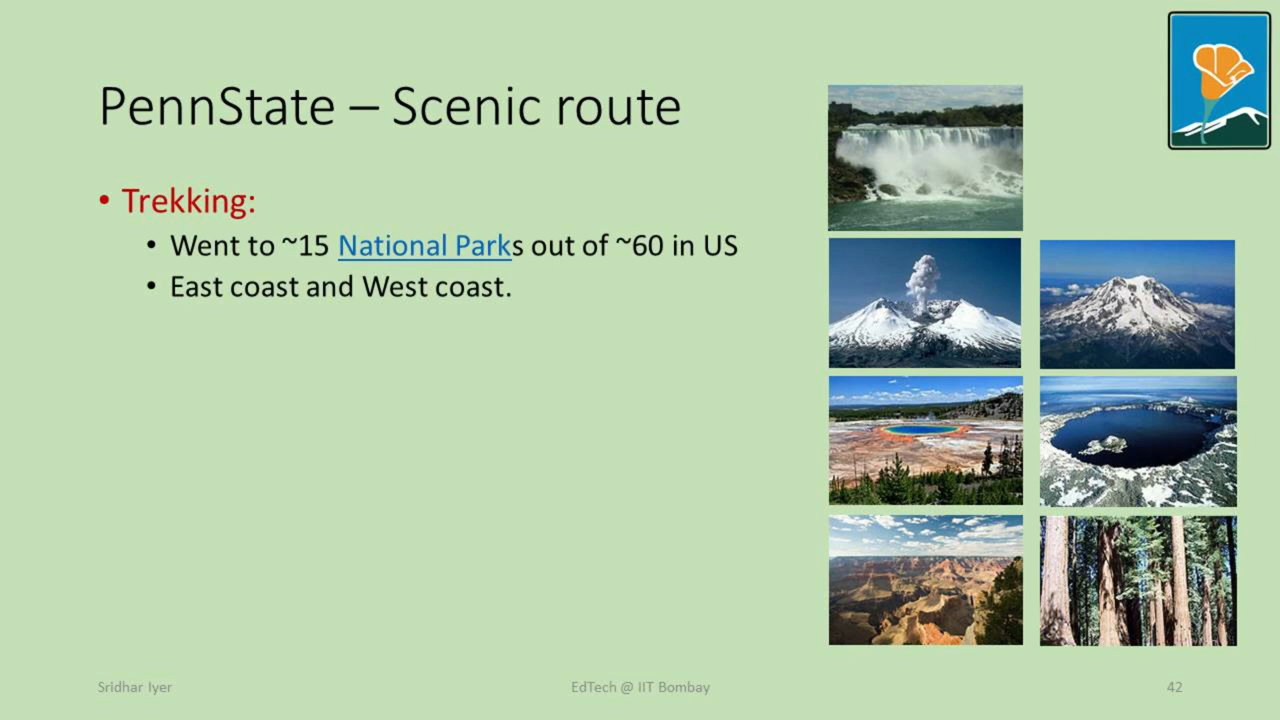 PennState – Scenic route
• Trekking:
• Went to ~15 National Parks out of ~60 in US
• East coast and West coast.
Sridhar Iyer
EdTech @ IIT Bombay
42